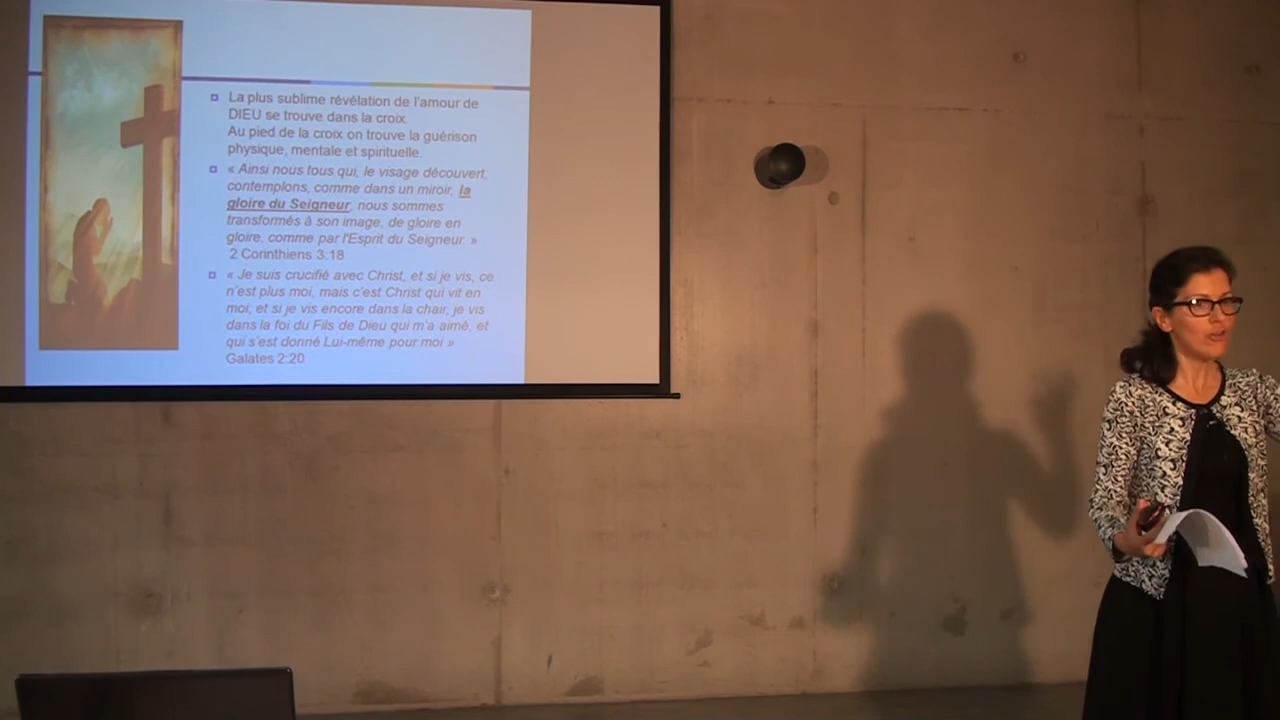 La plus sublime révélation de l'amour de
DIEU se trouve dans la croix.
Au pied de la croix on trouve la guérison
physique, mentale et spirituelle.
« Ainsi nous tous qui, le visage découvert,
contemplons, comme dans un miroir, la
gloire du Seigneur, nous sommes
transformés à son image, de gloire en
gloire, comme par l'Esprit du Seigneur. »
2 Corinthiens 3:18
« Je suis crucifié avec Christ, et si je vis, ce
n'est plus moi, mais c'est Christ qui vit en
moi, et si je vis encore dans la chair, je vis
dans la foi du Fils de Dieu qui m'a aimé, et
qui s'est donné Lui-même pour moi »
Galates 2:20